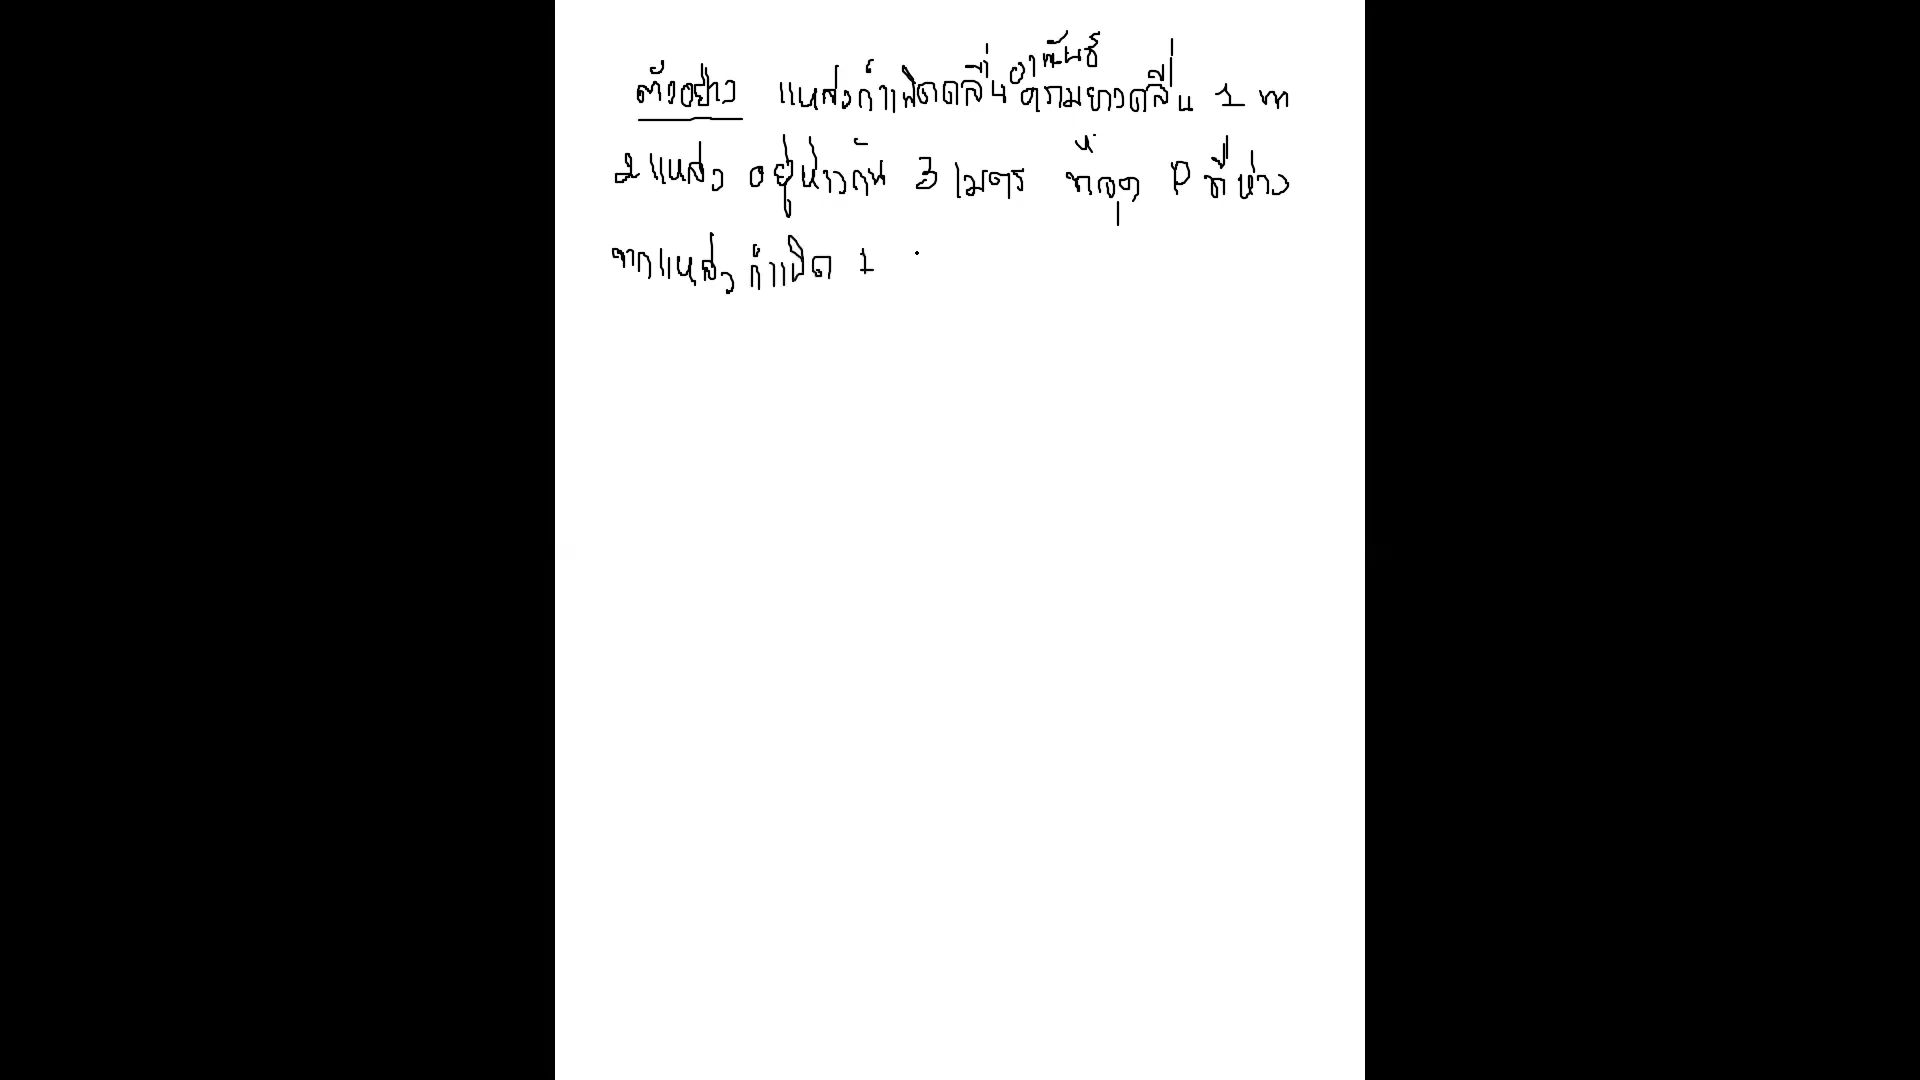 ตัวอย่าง แหล่งกำเนิดคลื่นอาพันธ์ความยาวคลื่น 1 m
2 แหล่ง อยู่ห่างกัน 3 เมตร ที่จุด P ที่ห่าง
จากแหล่งกำเนิด 1